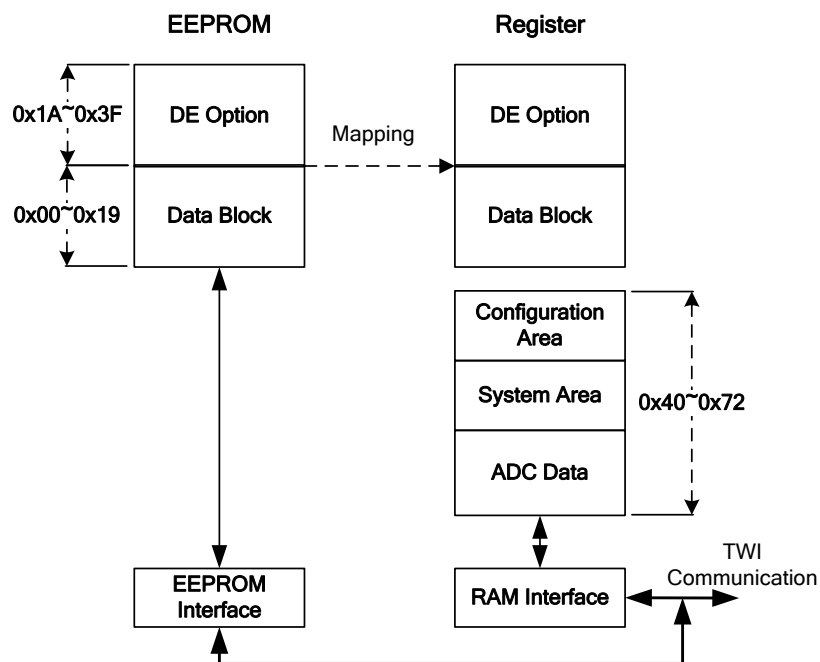 EEPROM
Register
0x1A~0x3F
DE Option
Mapping
DE Option
0x00~0x19
Data Block
Data Block
Configuration
Area
System Area
0x40~0x72
ADC Data
TWI
Communication
EEPROM
Interface
RAM Interface